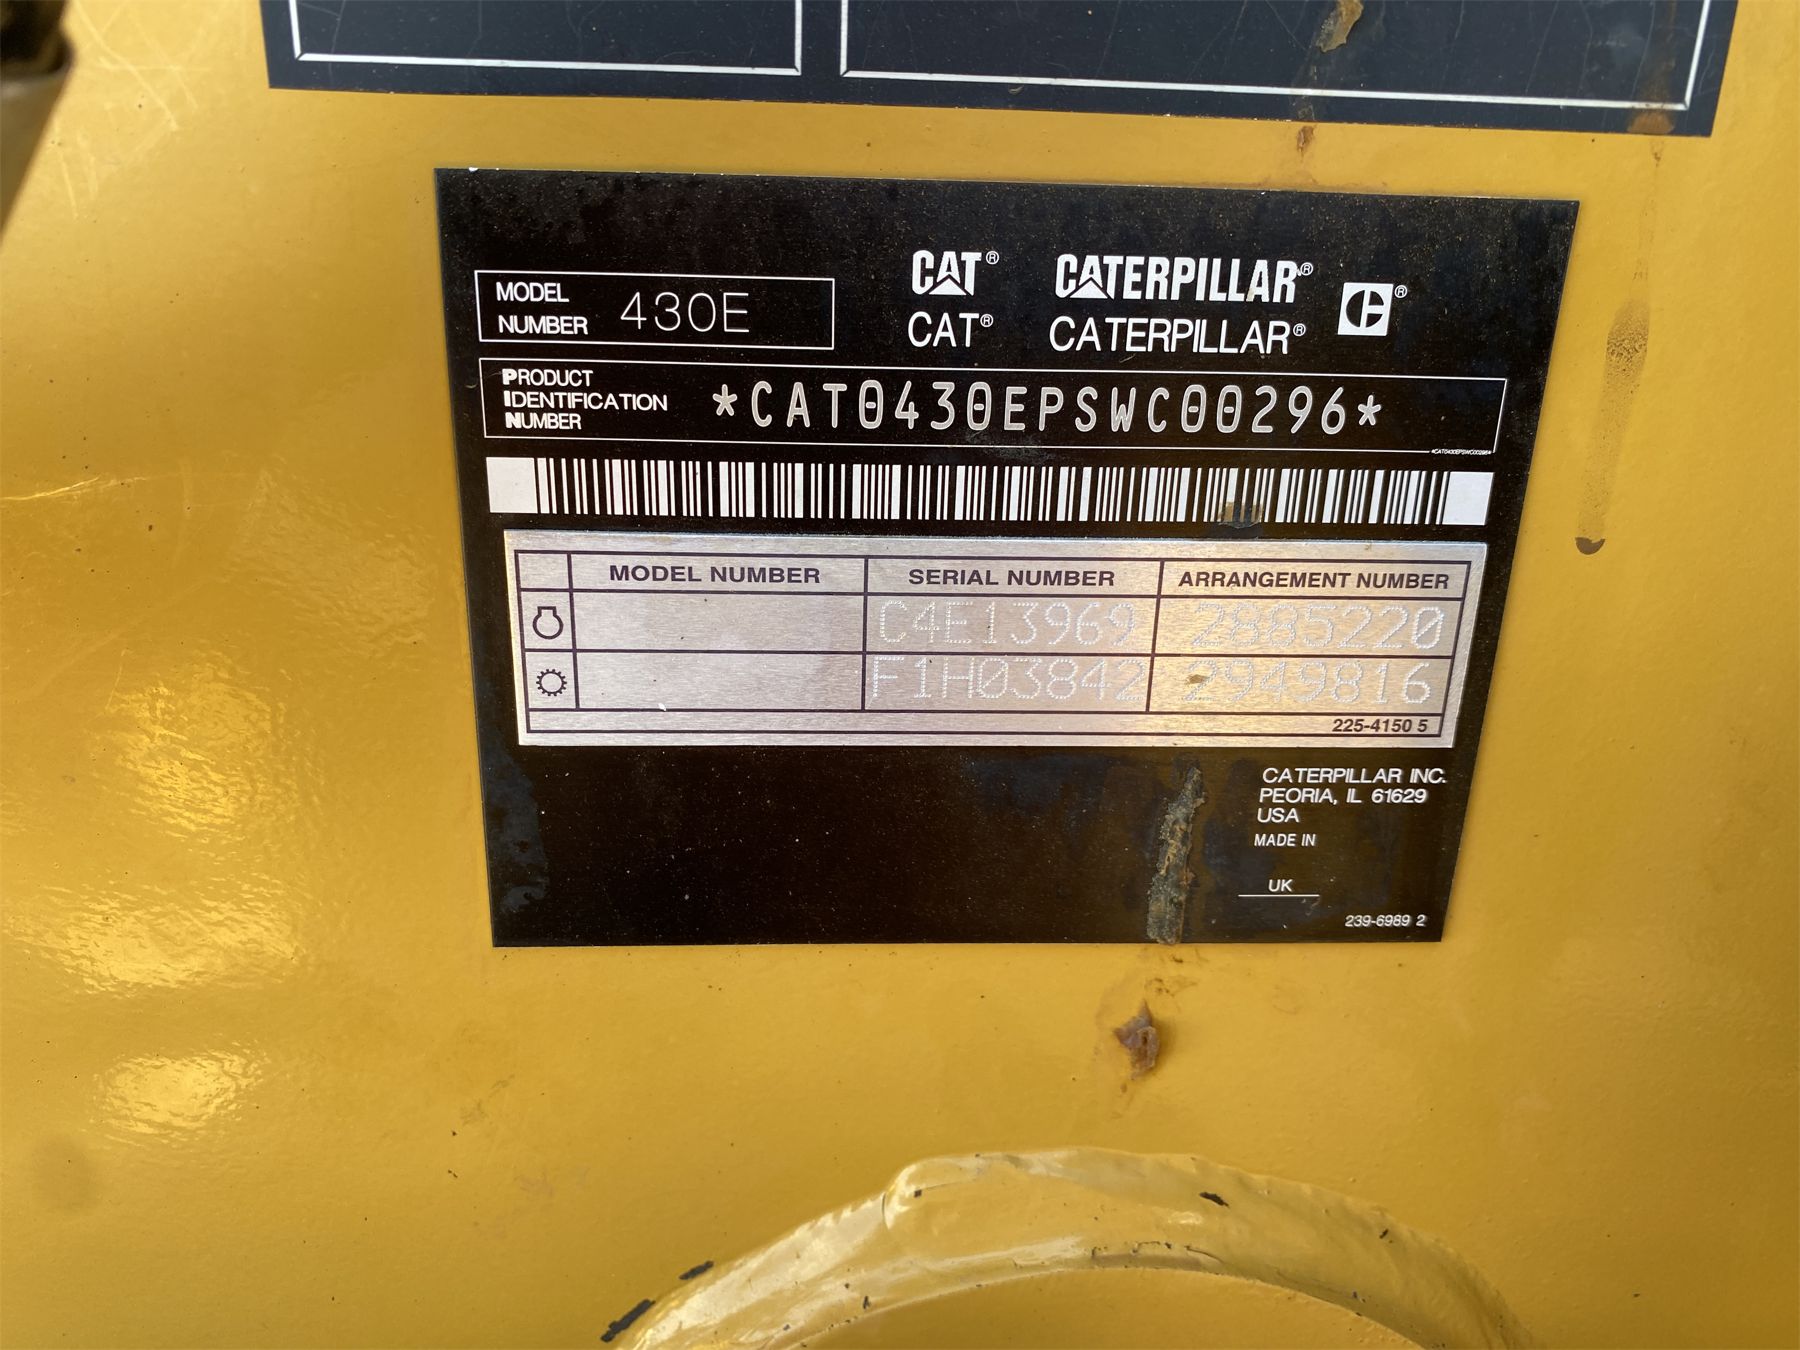 MODEL NUMBER 430E
CAT® CATERPILLAR®
CAT® CATERPILLAR®
PRODUCT IDENTIFICATION NUMBER *CAT0430EPSWC00296*
*CAT0430EPSWC00296*
MODEL NUMBER SERIAL NUMBER ARRANGEMENT NUMBER
C4E13969 2885220
F1H03842 2949816
225-4150 5
CATERPILLAR INC.
PEORIA, IL 61629
USA
MADE IN
UK
239-6989 2